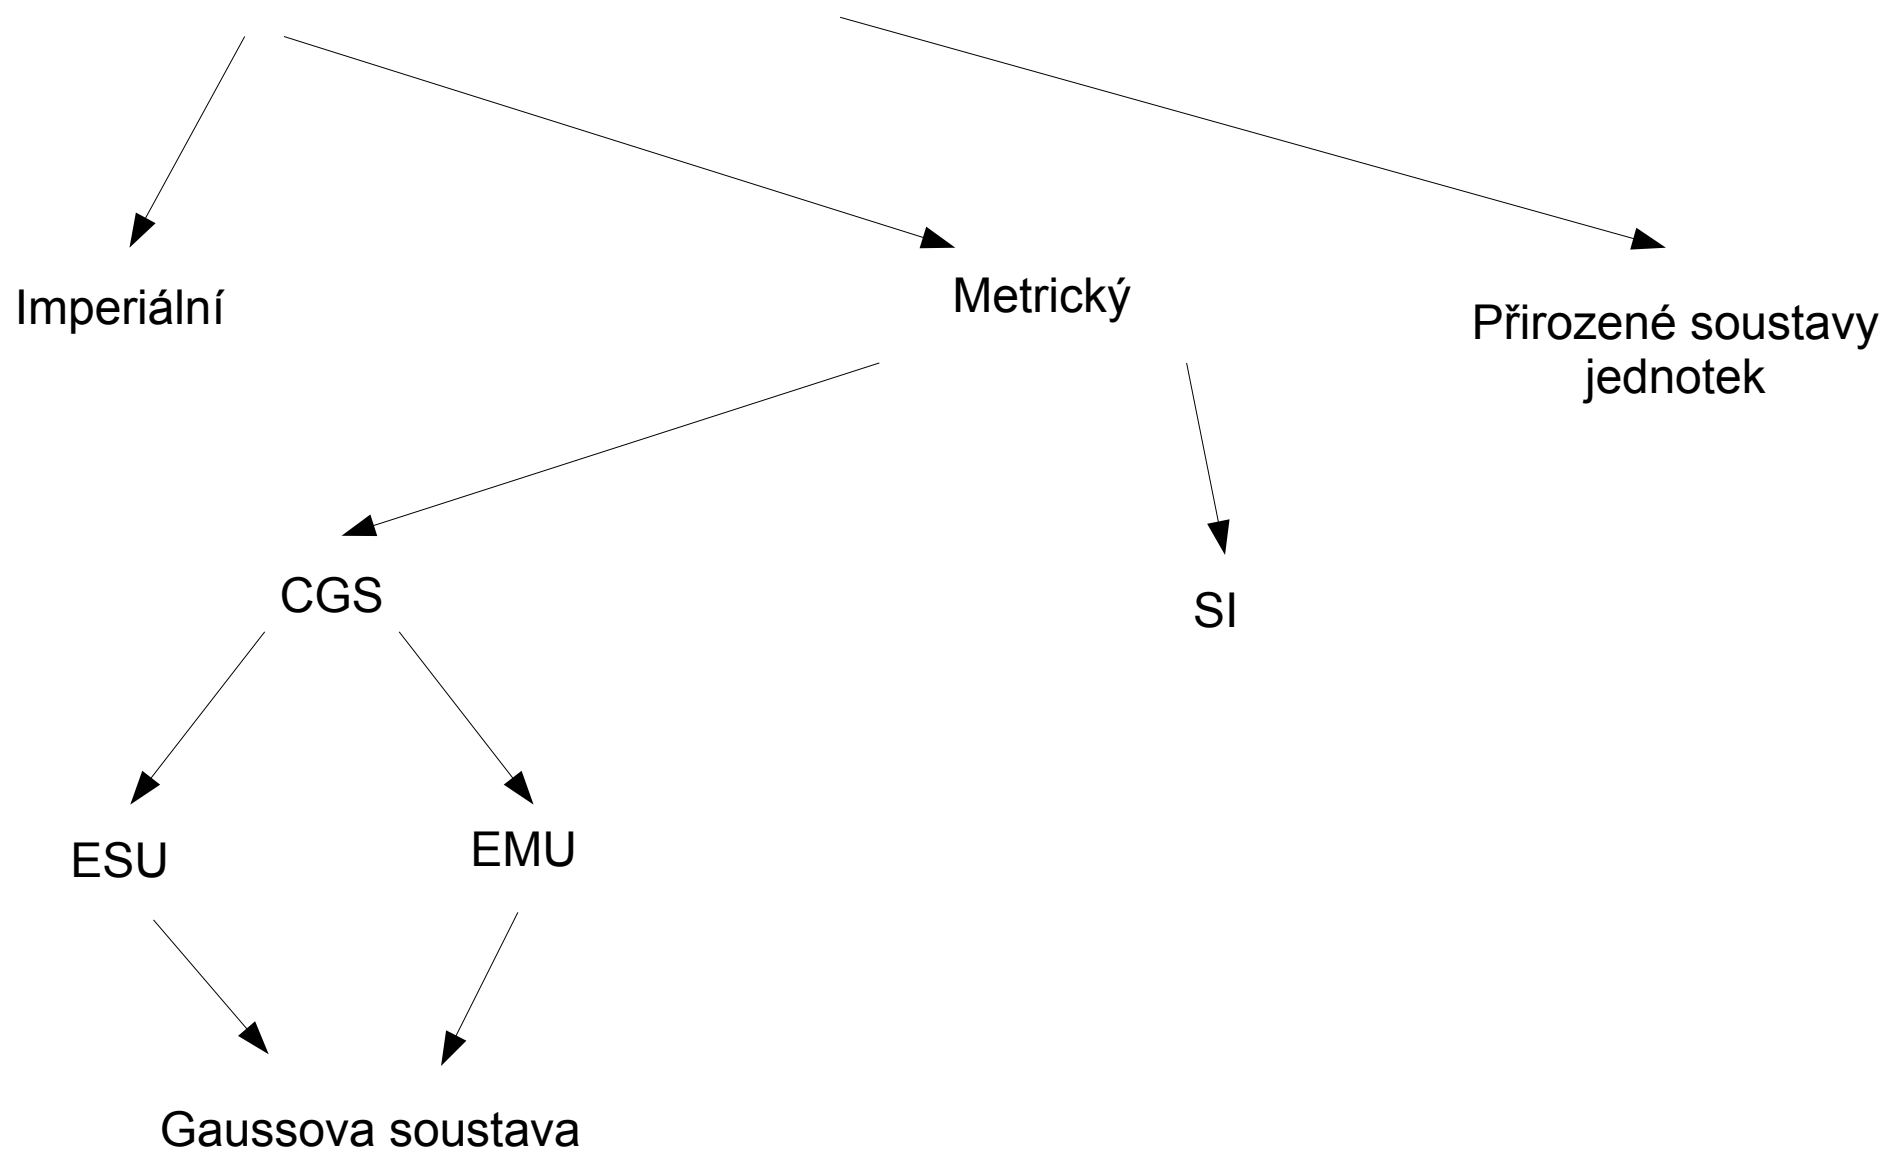 Imperiální
Metrický
Přirozené soustavy
jednotek
CGS
SI
ESU
EMU
Gaussova soustava